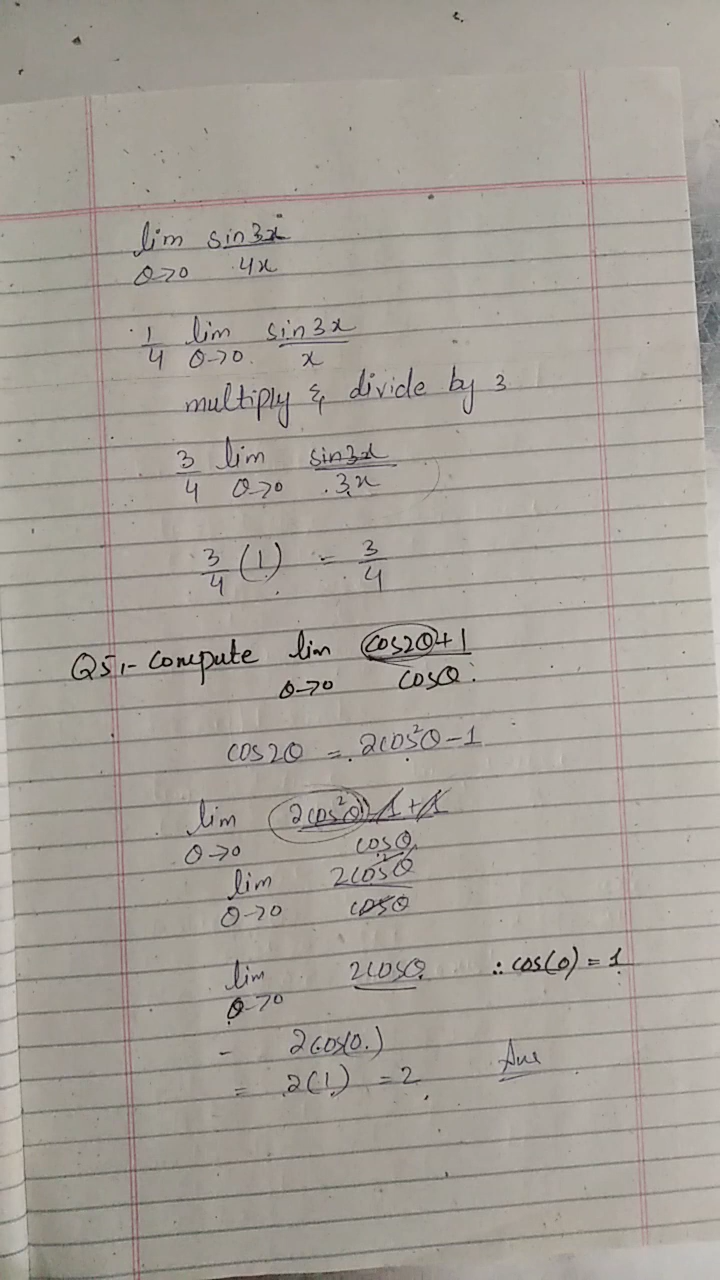 lim sin3x
θ→0 4x
1 lim sin3x
4 θ→0 x
multiply & divide by 3
3 lim sin3x
4 θ→0 3x
3/4 (1) = 3/4
Q5,- Compute lim cos2θ+1
θ→0 cosθ
cos2θ = 2cos²θ-1
lim 2cos²θ-1+1
θ→0 cosθ
lim 2cos²θ
θ→0 cosθ
lim 2cosθ ∴ cos(0) = 1
θ→0
= 2cos(0)
= 2(1) = 2 Ans